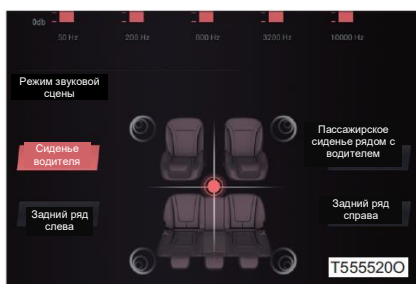 0db
50 Hz 200 Hz 800 Hz 3200 Hz 10000 Hz
Режим звуковой
сцены
Сиденье
водителя
Пассажирское
сиденье рядом с
водителем
Задний ряд
слева
Задний ряд
справа
T555520O